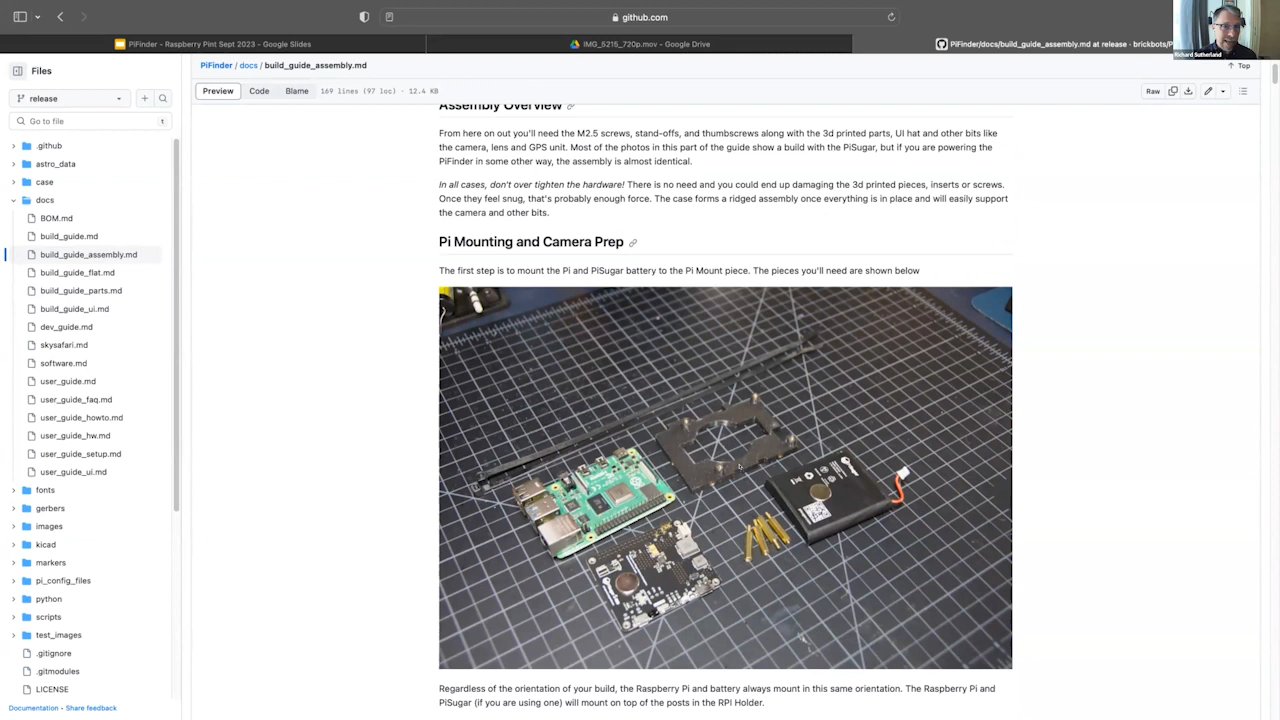 github.com
PiFinder - Raspberry Pint Sept 2023 - Google Slides
IMG_5215_720p.mov - Google Drive
PiFinder/docs/build_guide_assembly.md at release · brickbots/P
Richard Sutherland
Files
PiFinder / docs / build_guide_assembly.md
Top
release
Preview
Code
Blame
169 lines (97 loc) · 12.4 KB
Raw
Go to file
t
.github
astro_data
case
docs
BOM.md
build_guide.md
build_guide_assembly.md
build_guide_flat.md
build_guide_parts.md
build_guide_ui.md
dev_guide.md
skysafari.md
software.md
user_guide.md
user_guide_faq.md
user_guide_howto.md
user_guide_hw.md
user_guide_setup.md
user_guide_ui.md
fonts
gerbers
images
kicad
markers
pi_config_files
python
scripts
test_images
.gitignore
.gitmodules
LICENSE
Documentation · Share feedback
Assembly Overview
From here on out you'll need the M2.5 screws, stand-offs, and thumbscrews along with the 3d printed parts, UI hat and other bits like
the camera, lens and GPS unit. Most of the photos in this part of the guide show a build with the PiSugar, but if you are powering the
PiFinder in some other way, the assembly is almost identical.
In all cases, don't over tighten the hardware! There is no need and you could end up damaging the 3d printed pieces, inserts or screws.
Once they feel snug, that's probably enough force. The case forms a ridged assembly once everything is in place and will easily support
the camera and other bits.
Pi Mounting and Camera Prep
The first step is to mount the Pi and PiSugar battery to the Pi Mount piece. The pieces you'll need are shown below
Regardless of the orientation of your build, the Raspberry Pi and battery always mount in this same orientation. The Raspberry Pi and
PiSugar (if you are using one) will mount on top of the posts in the RPI Holder.